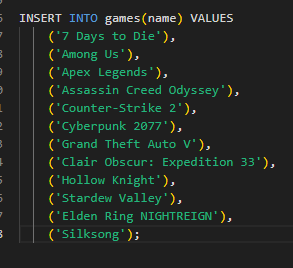 INSERT INTO games(name) VALUES
('7 Days to Die'),
('Among Us'),
('Apex Legends'),
('Assassin Creed Odyssey'),
('Counter-Strike 2'),
('Cyberpunk 2077'),
('Grand Theft Auto V'),
('Clair Obscur: Expedition 33'),
('Hollow Knight'),
('Stardew Valley'),
('Elden Ring NIGHTREIGN'),
('Silksong');